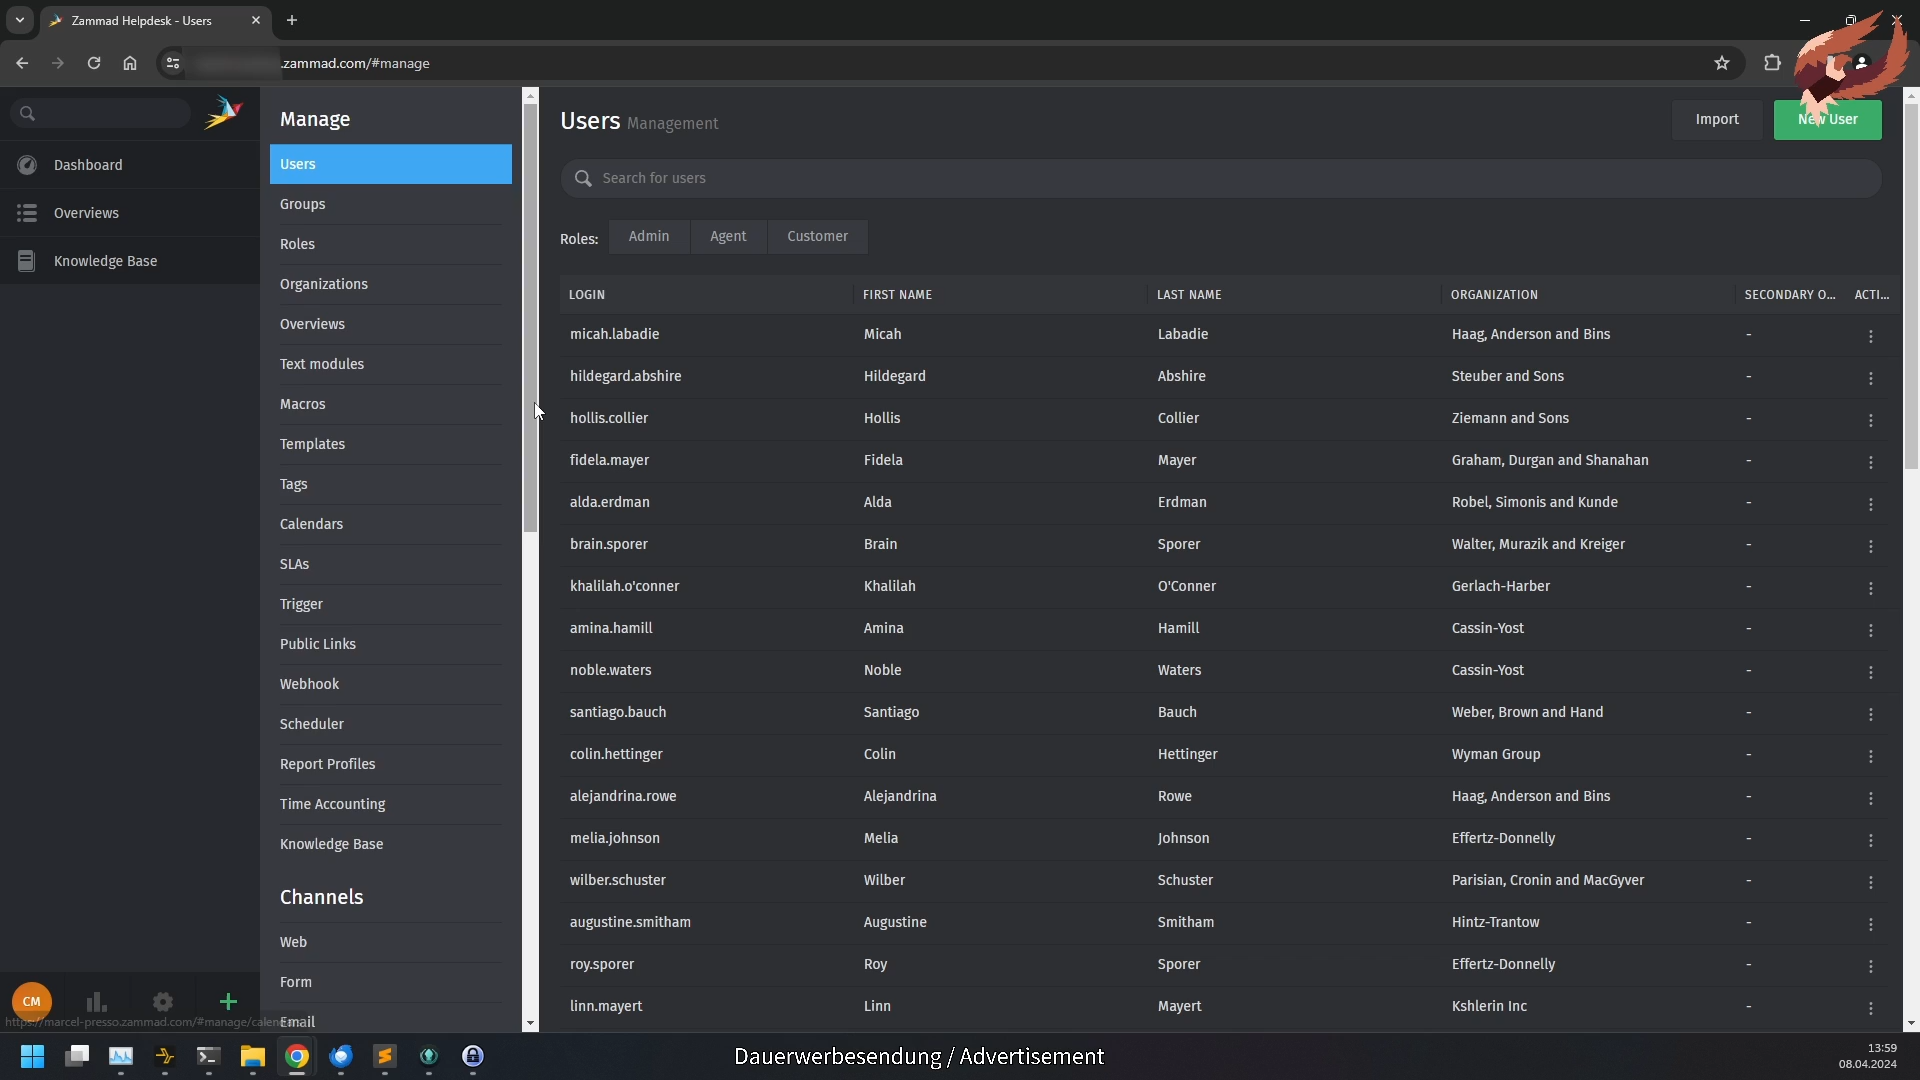 Zammad Helpdesk - Users
.zammad.com/#manage
Dashboard
Overviews
Knowledge Base
CM
https://marcel-presso.zammad.com/#manage/calen
Manage
Users
Groups
Roles
Organizations
Overviews
Text modules
Macros
Templates
Tags
Calendars
SLAs
Trigger
Public Links
Webhook
Scheduler
Report Profiles
Time Accounting
Knowledge Base
Channels
Web
Form
Email
Users Management
Import
New User
Search for users
Roles: Admin Agent Customer
LOGIN FIRST NAME LAST NAME ORGANIZATION SECONDARY O... ACTI...
micah.labadie Micah Labadie Haag, Anderson and Bins -
hildegard.abshire Hildegard Abshire Steuber and Sons -
hollis.collier Hollis Collier Ziemann and Sons -
fidela.mayer Fidela Mayer Graham, Durgan and Shanahan -
alda.erdman Alda Erdman Robel, Simonis and Kunde -
brain.sporer Brain Sporer Walter, Murazik and Kreiger -
khalilah.o'conner Khalilah O'Conner Gerlach-Harber -
amina.hamill Amina Hamill Cassin-Yost -
noble.waters Noble Waters Cassin-Yost -
santiago.bauch Santiago Bauch Weber, Brown and Hand -
colin.hettinger Colin Hettinger Wyman Group -
alejandrina.rowe Alejandrina Rowe Haag, Anderson and Bins -
melia.johnson Melia Johnson Effertz-Donnelly -
wilber.schuster Wilber Schuster Parisian, Cronin and MacGyver -
augustine.smitham Augustine Smitham Hintz-Trantow -
roy.sporer Roy Sporer Effertz-Donnelly -
linn.mayert Linn Mayert Kshlerin Inc -
Dauerwerbesendung / Advertisement
13:59
08.04.2024